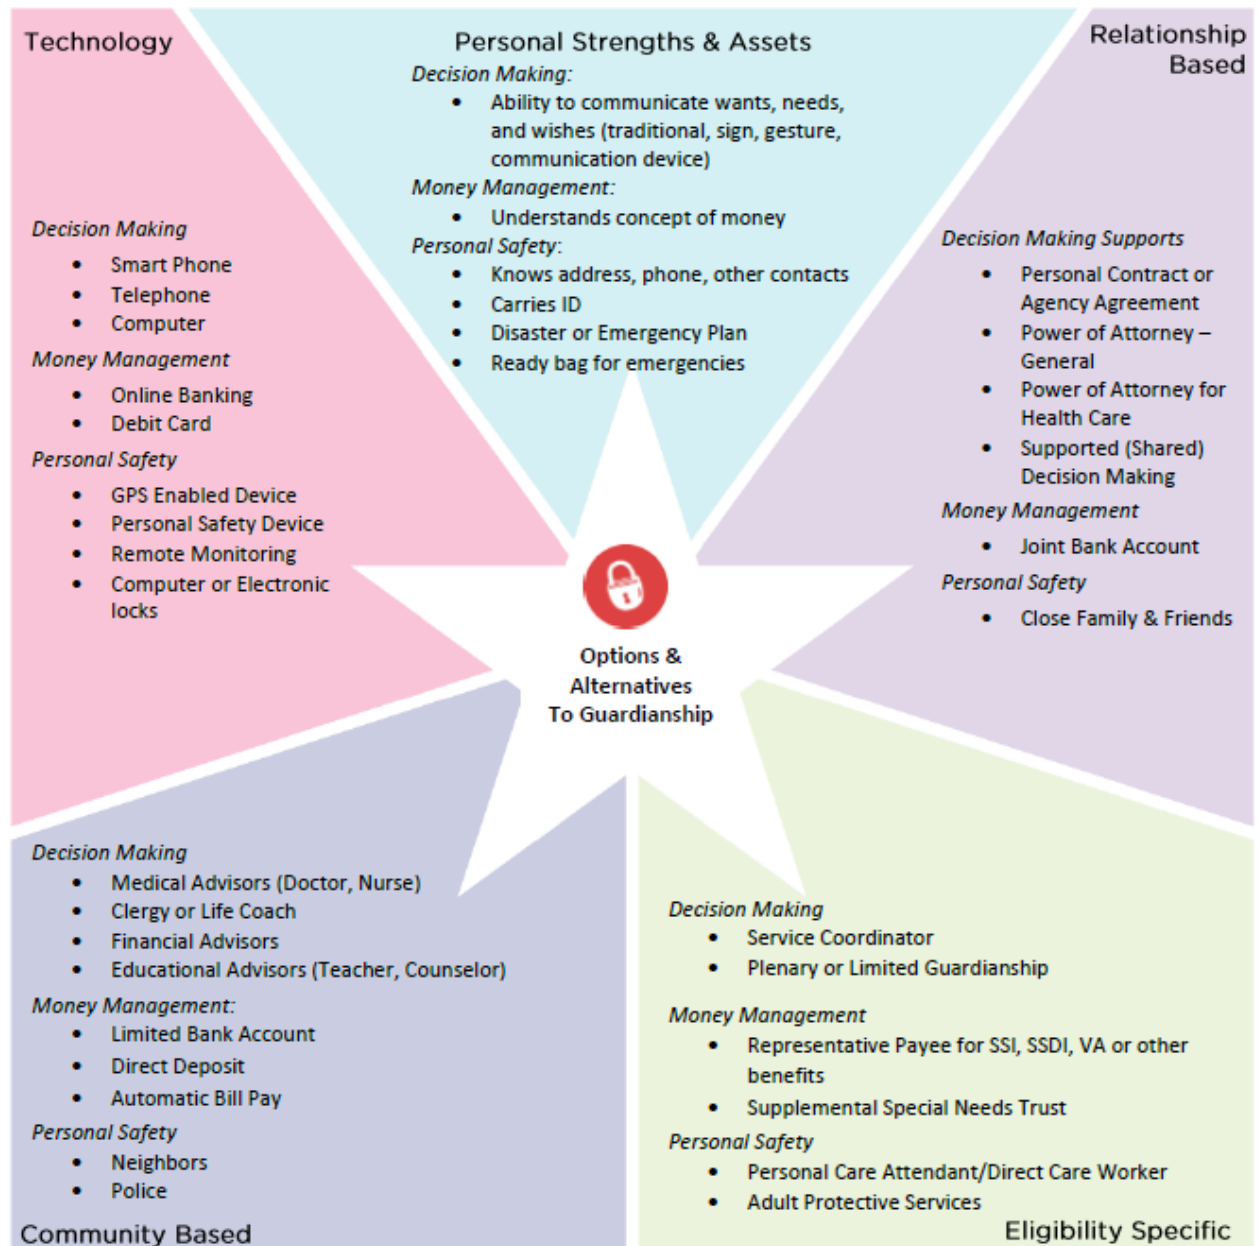 Technology
Decision Making
• Smart Phone
• Telephone
• Computer
Money Management
• Online Banking
• Debit Card
Personal Safety
• GPS Enabled Device
• Personal Safety Device
• Remote Monitoring
• Computer or Electronic
locks
Personal Strengths & Assets
Decision Making:
• Ability to communicate wants, needs,
and wishes (traditional, sign, gesture,
communication device)
Money Management:
• Understands concept of money
Personal Safety:
• Knows address, phone, other contacts
• Carries ID
• Disaster or Emergency Plan
• Ready bag for emergencies
Relationship
Based
Decision Making Supports
• Personal Contract or
Agency Agreement
• Power of Attorney –
General
• Power of Attorney for
Health Care
• Supported (Shared)
Decision Making
Money Management
• Joint Bank Account
Personal Safety
• Close Family & Friends
Options &
Alternatives
To Guardianship
Decision Making
• Medical Advisors (Doctor, Nurse)
• Clergy or Life Coach
• Financial Advisors
• Educational Advisors (Teacher, Counselor)
Money Management:
• Limited Bank Account
• Direct Deposit
• Automatic Bill Pay
Personal Safety
• Neighbors
• Police
Community Based
Decision Making
• Service Coordinator
• Plenary or Limited Guardianship
Money Management
• Representative Payee for SSI, SSDI, VA or other
benefits
• Supplemental Special Needs Trust
Personal Safety
• Personal Care Attendant/Direct Care Worker
• Adult Protective Services
Eligibility Specific